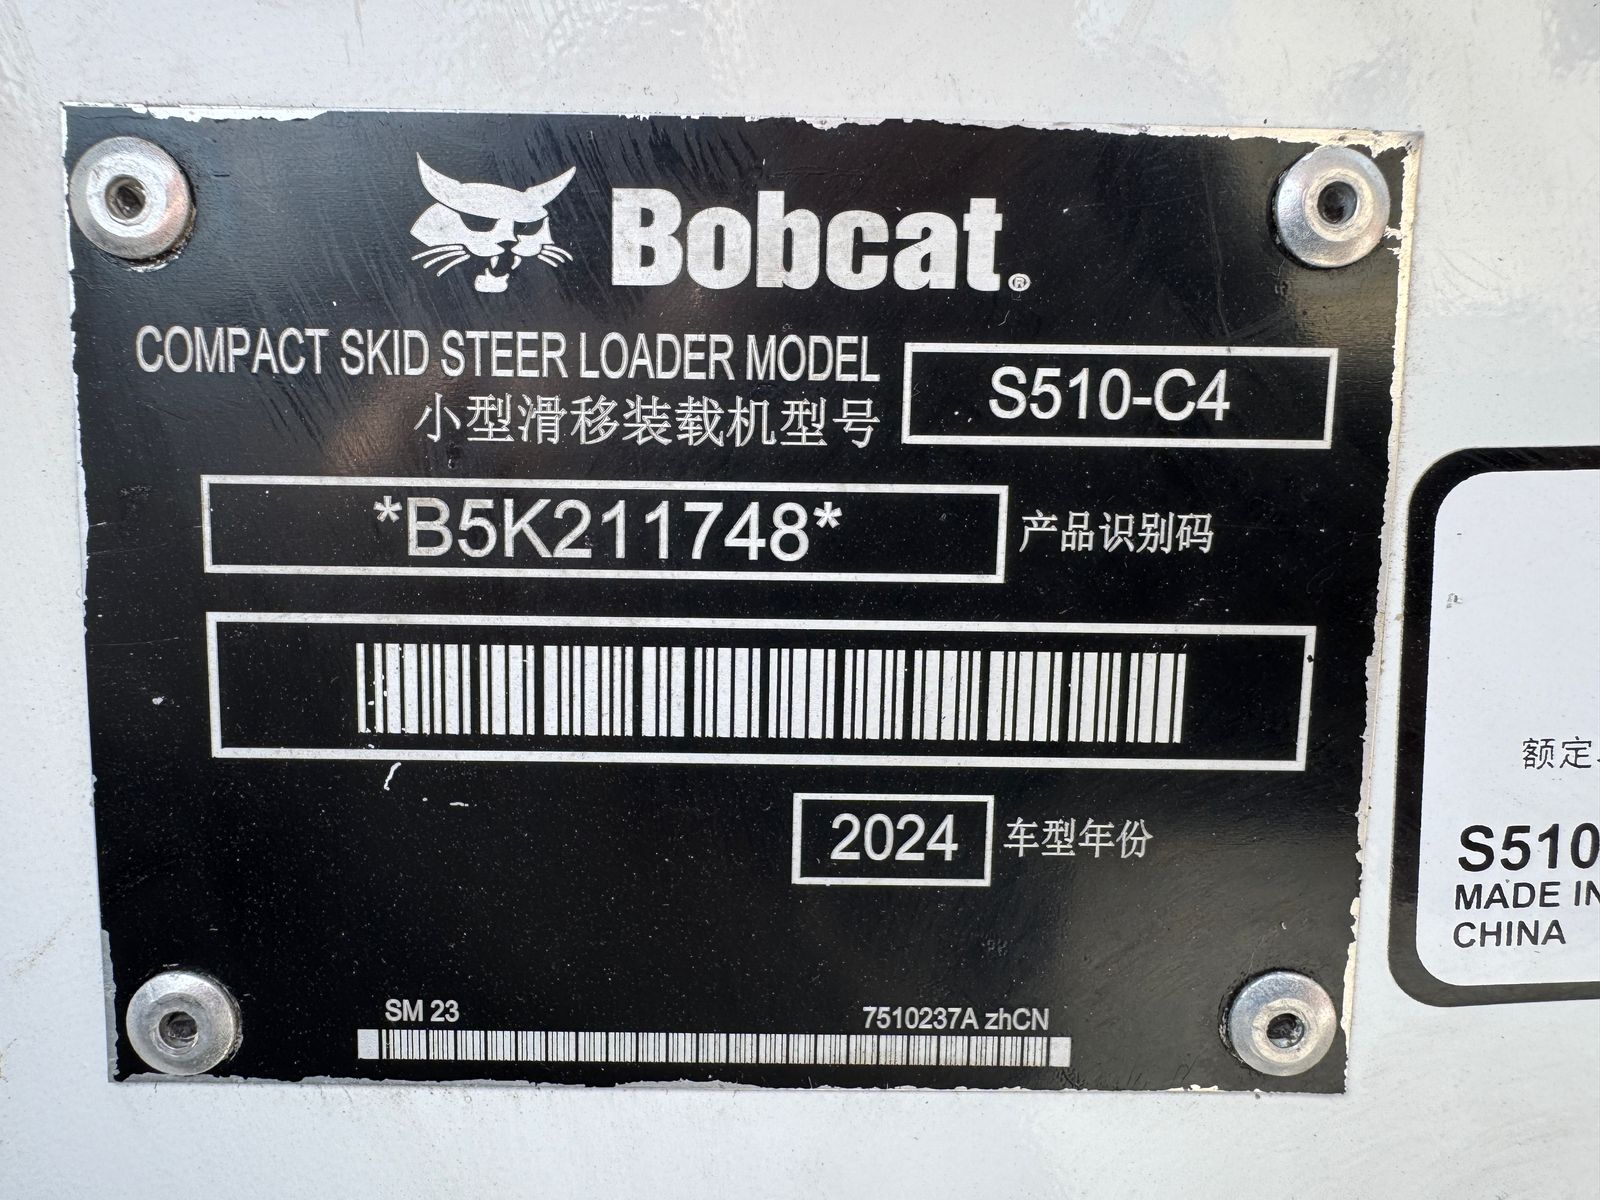 Bobcat®
COMPACT SKID STEER LOADER MODEL
小型滑移装载机型号
S510-C4
*B5K211748*
产品识别码
2024
车型年份
SM 23
7510237A zhCN
额定
S510
MADE IN
CHINA